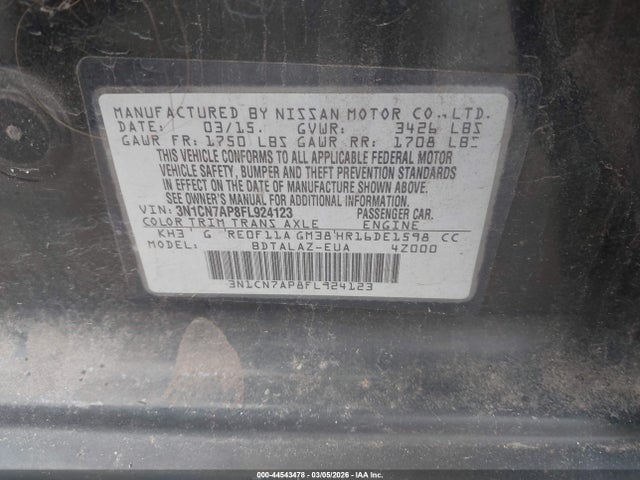 MANUFACTURED BY NISSAN MOTOR CO.,LTD.
DATE: 03/15. GVWR: 3426 LBS
GAWR FR: 1750 LBS GAWR RR: 1708 LBS
THIS VEHICLE CONFORMS TO ALL APPLICABLE FEDERAL MOTOR
VEHICLE SAFETY, BUMPER AND THEFT PREVENTION STANDARDS
IN EFFECT ON THE DATE OF MANUFACTURE SHOWN ABOVE.
SEE OWNER'S MANUAL FOR ADDITIONAL INFORMATION.
VIN: 3N1CN7AP8FL924123 PASSENGER CAR.
COLOR TRIM TRANS AXLE ENGINE
KH3 G RE0F11A GM38 HR16DE1598 CC
MODEL: BDTALAZ-EUA 4Z000
3N1CN7AP8FL924123
000-44543478 | 03/05/2026 | IAA Inc.